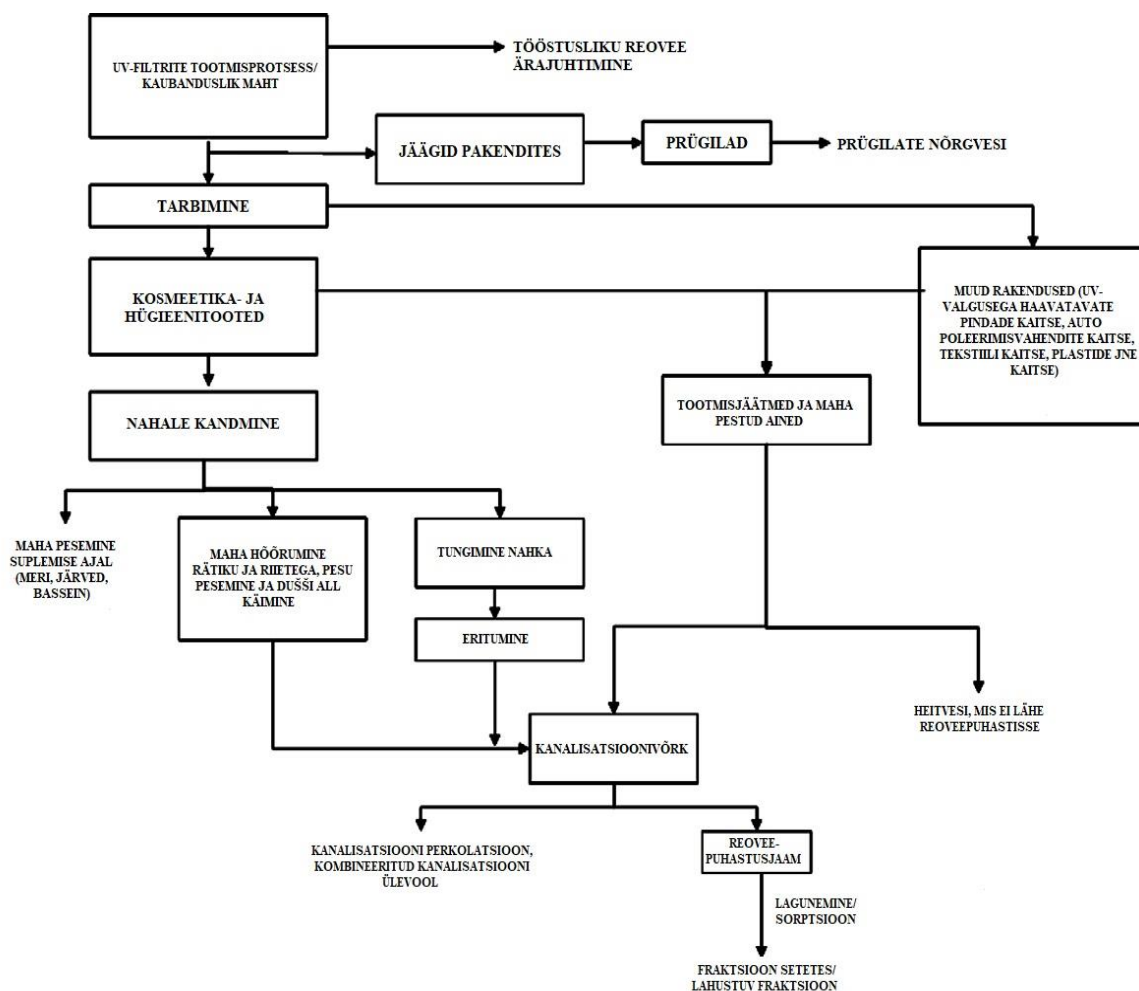 TÖÖSTUSLIKU REOVEE
ÄRAJUHTIMINE
UV-FILTRITE TOOTMISPROTSESS/
KAUBANDUSLIK MAHT
JÄÄGID PAKENDITES
PRÜGILAD
PRÜGILATE NÕRGVESI
TARBIMINE
KOSMEETIKA- JA
HÜGIEENITOOTED
MUUD RAKENDUSED (UV-
VALGUSEGA HAAVATAVATE
PINDADE KAITSE, AUTO
POLEERIMISVAHENDITE KAITSE,
TEKSTIILI KAITSE, PLASTIDE JNE
KAITSE)
NAHALE KANDMINE
TOOTMISJÄÄTMED JA MAHA
PESTUD AINED
MAHA PESEMINE
SUPLEMISE AJAL
(MERI, JÄRVED,
BASSEIN)
MAHA HÕÕRUMINE
RÄTIKU JA RIIETEGA, PESU
PESEMINE JA DUŠŠI ALL
KÄIMINE
TUNGIMINE NAHKA
ERITUMINE
HEITVESI, MIS EI LÄHE
REOVEEPUHASTISSE
KANALISATSIOONIVÕRK
KANALISATSIOONI PERKOLATSIOON,
KOMBINEERITUD KANALISATSIOONI
ÜLEVOOL
REOVEE-
PUHASTUSJAAM
LAGUNEMINE/
SORPTSIOON
FRAKTSIOON SETETES/
LAHUSTUV FRAKTSIOON